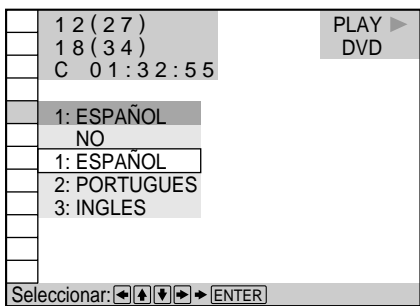 12(27)
18(34)
C 01:32:55
PLAY
DVD
1: ESPAÑOL
NO
1: ESPAÑOL
2: PORTUGUES
3: INGLES
Seleccionar: ENTER